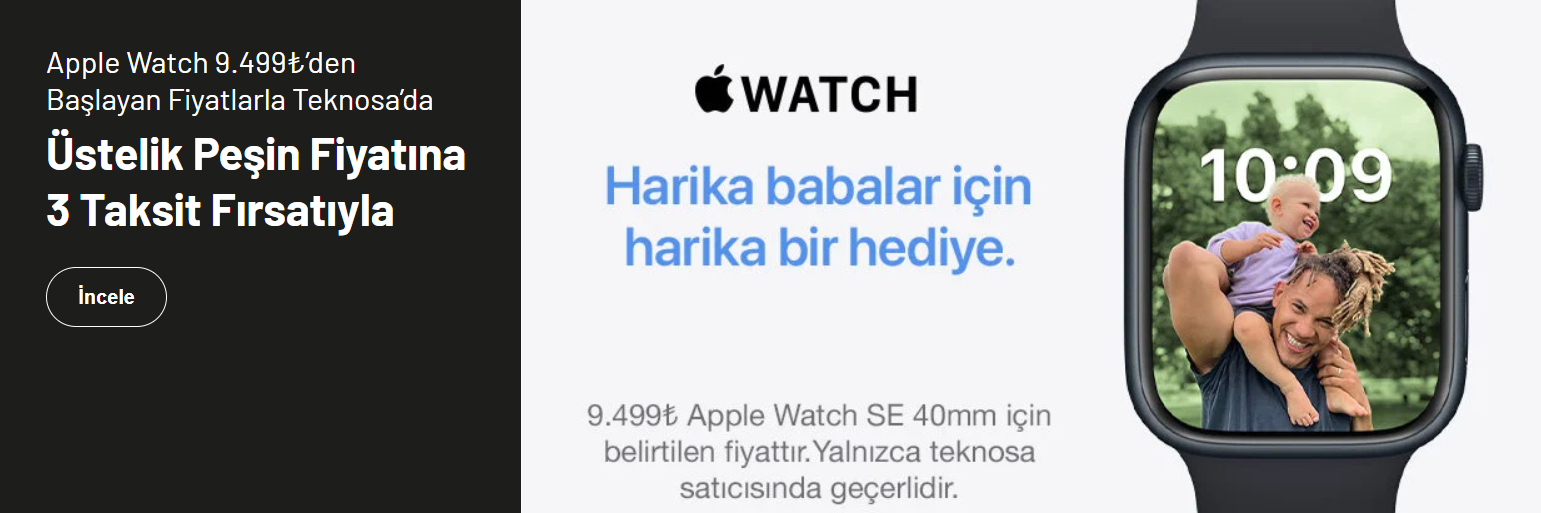 Apple Watch 9.499₺’den
Başlayan Fiyatlarla Teknosa’da
Üstelik Peşin Fiyatına
3 Taksit Fırsatıyla
İncele
WATCH
Harika babalar için
harika bir hediye.
9.499₺ Apple Watch SE 40mm için
belirtilen fiyattır.Yalnızca teknosa
satıcısında geçerlidir.
10:09